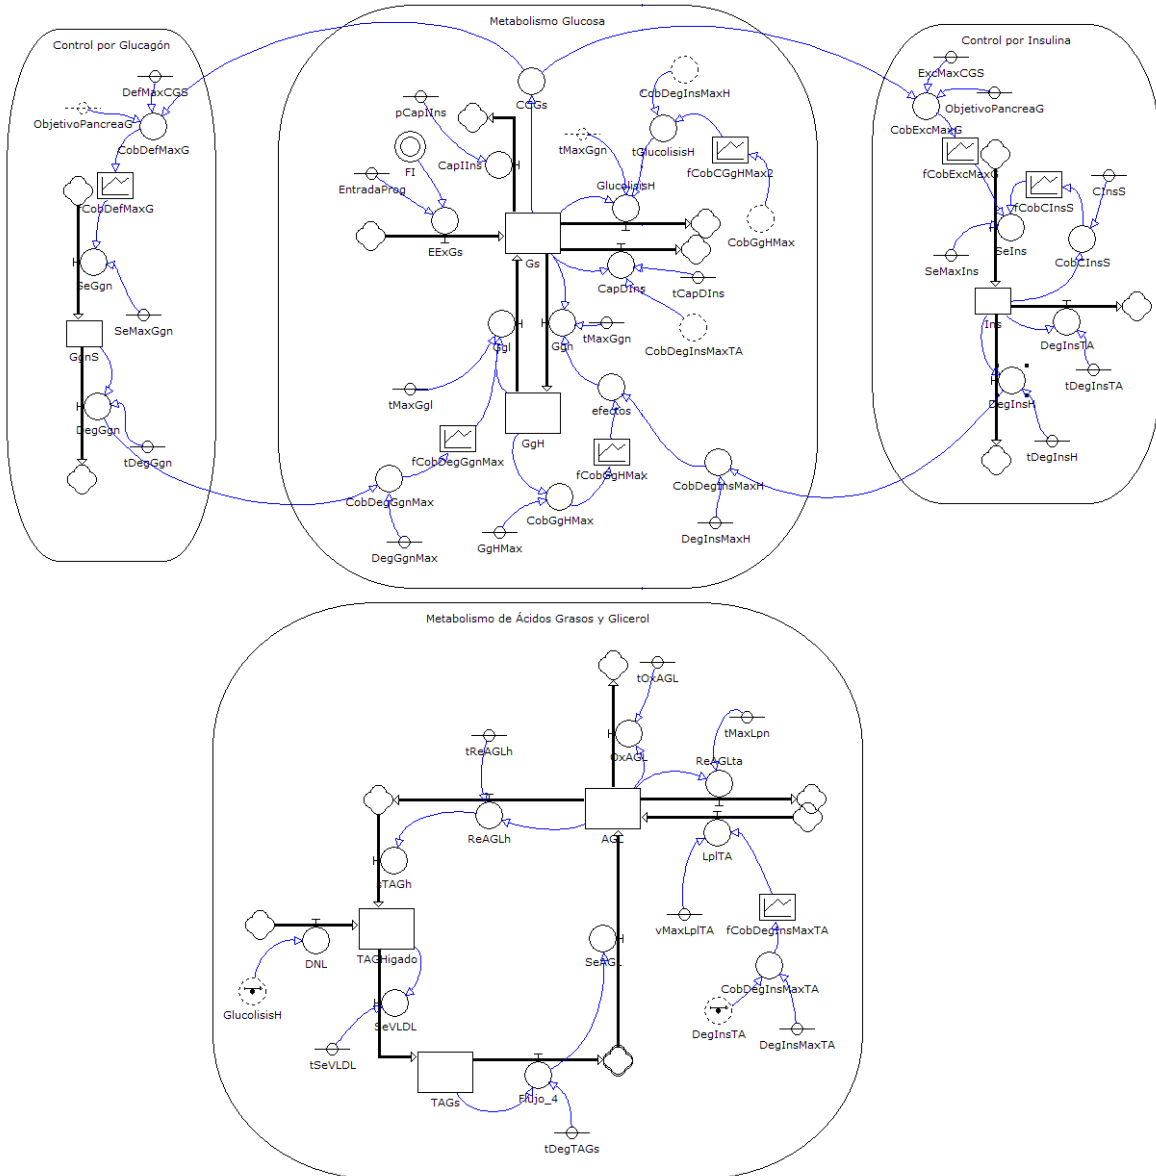 Metabolismo Glucosa
Control por Glucagón
DefMaxCGS
ObjetivoPancreaG
CobDefMaxG
fCobDefMaxG
SeGgn
SeMaxGgn
GgnS
DegGgn
tDegGgn
CGGs
CobDegInsMaxH
pCapIIns
CapIIns
FI
EntradaProg
EExGs
tMaxGgn
tGlucolisisH
fCobCGgHMax2
GlucolisisH
CobGgHMax
Gs
CapDIns
tCapDIns
CobDegInsMaxTA
Ggl
Ggn
tMaxGgn
tMaxGgl
GgH
efectos
fCobDegGgnMax
fCobGgHMax
CobDegGgnMax
CobGgHMax
CobDegInsMaxH
DegGgnMax
GgHMax
DegInsMaxH
Control por Insulina
ExcMaxCGS
ObjetivoPancreaG
CobExcMaxG
fCobExcMaxG
CInsS
fCobCInsS
SeIns
CobCInsS
SeMaxIns
Ins
DegInsTA
tDegInsTA
DegInsH
tDegInsH
Metabolismo de Ácidos Grasos y Glicerol
tOxAGL
tMaxLpn
tReAGLh
OxAGL
ReAGLta
ReAGLh
AGL
LplTA
sTAGh
vMaxLplTA
fCobDegInsMaxTA
TAGHigado
DNL
SeAGL
CobDegInsMaxTA
GlucolisisH
SeVLDL
DegInsTA
DegInsMaxTA
tSeVLDL
TAGs
Flujo_4
tDegTAGs